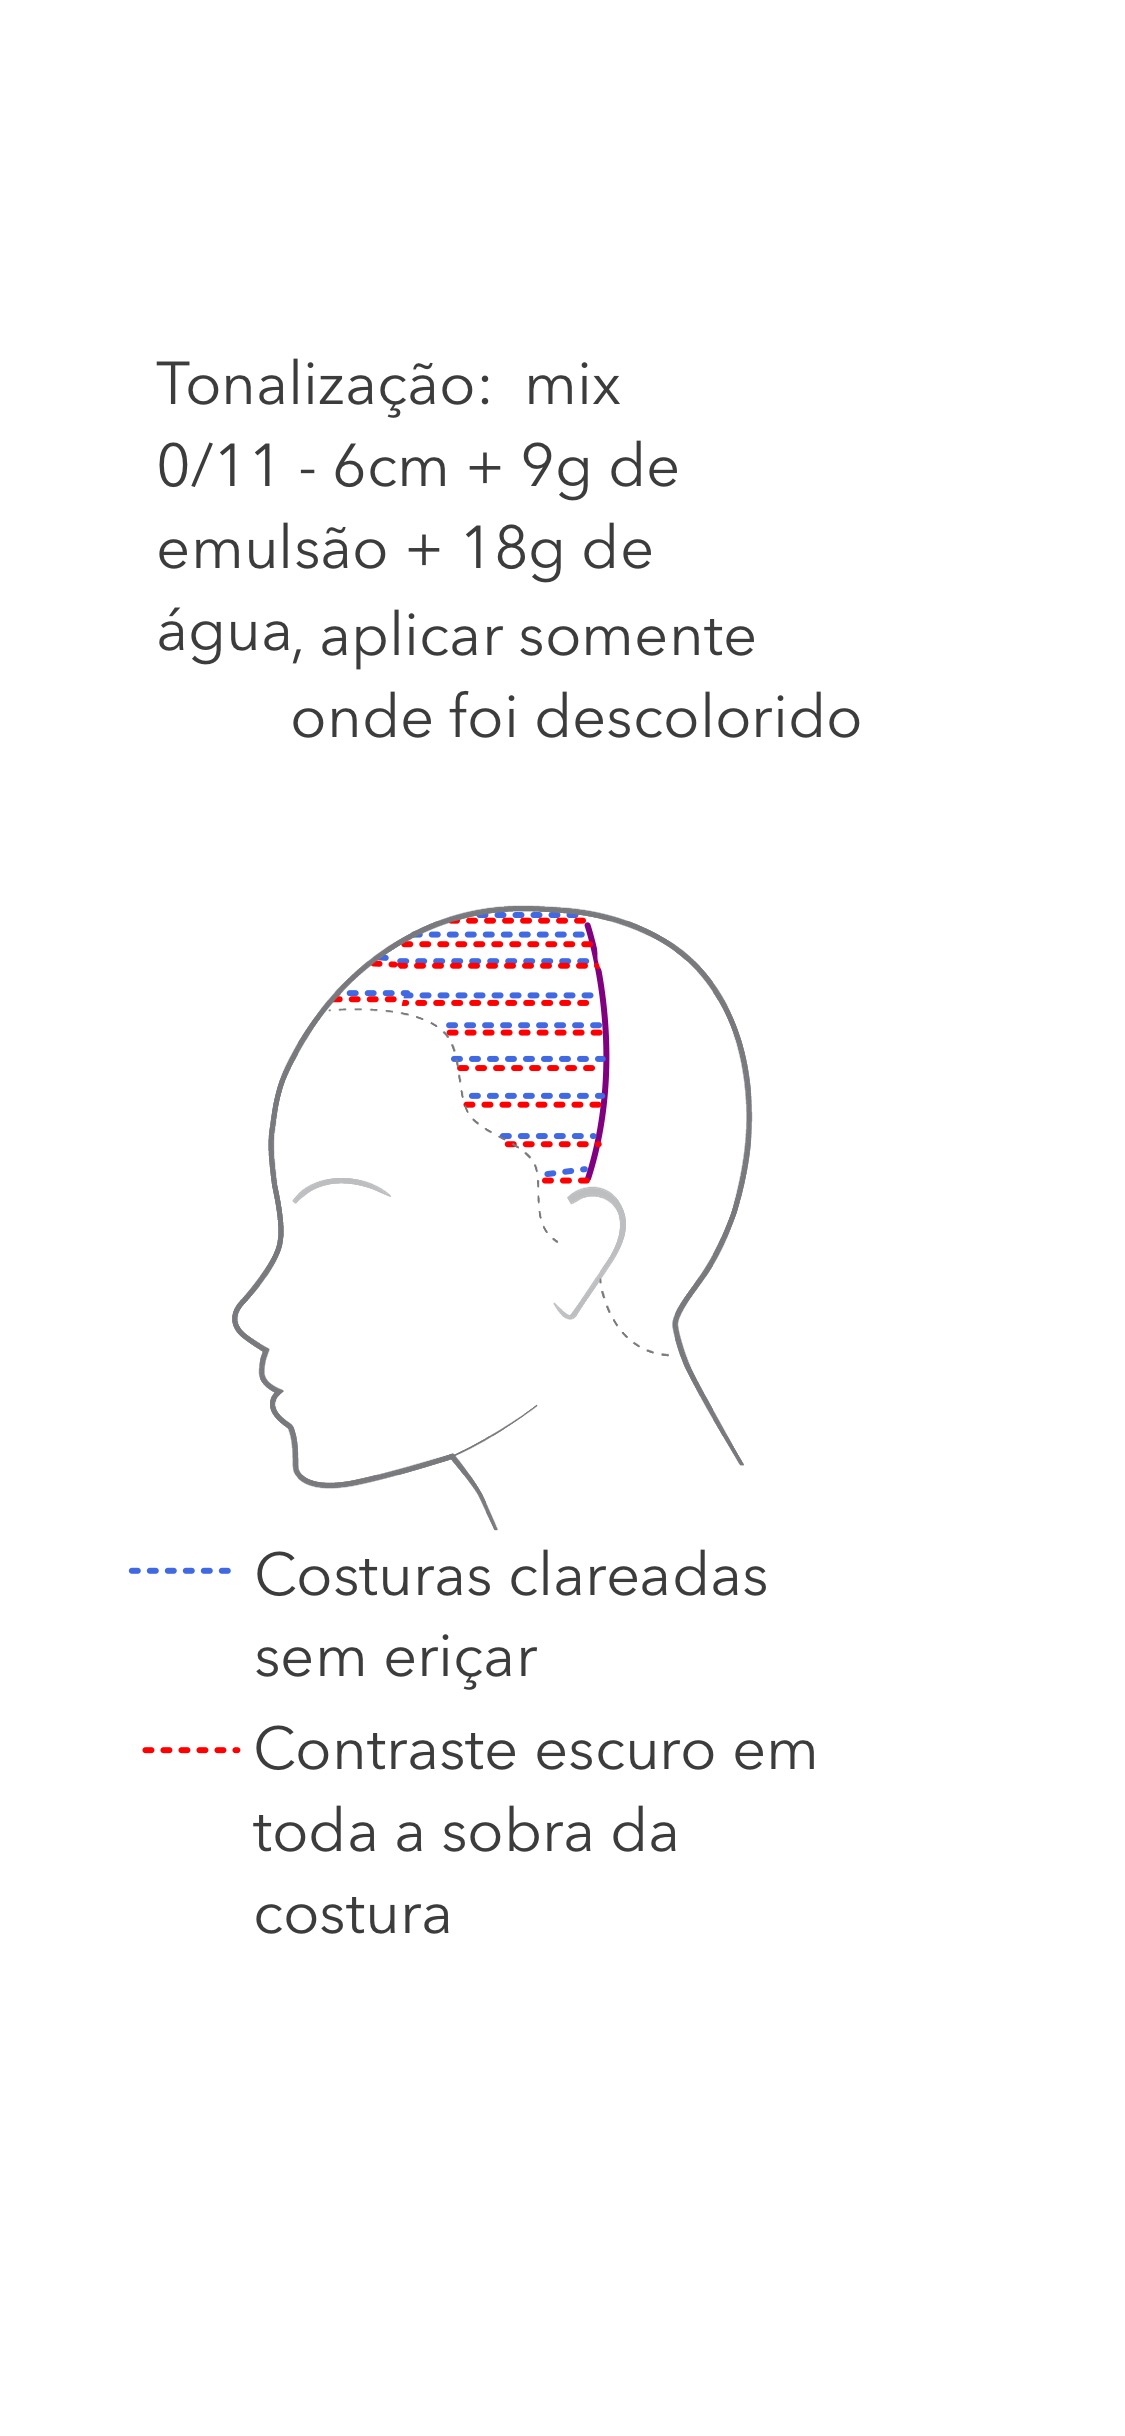 Tonalização:  mix
0/11 - 6cm + 9g de
emulsão + 18g de
água, aplicar somente
onde foi descolorido
Costuras clareadas
sem eriçar
Contraste escuro em
toda a sobra da
costura